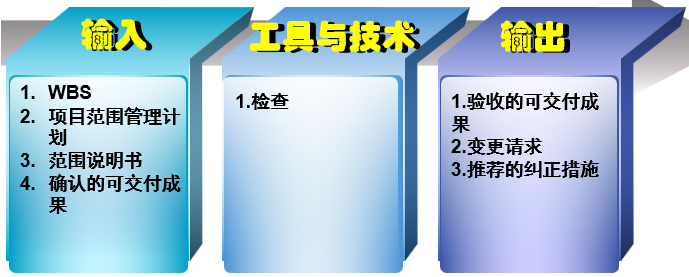 输入
1. WBS
2. 项目范围管理计
划
3. 范围说明书
4. 确认的可交付成
果
工具与技术
1.检查
输出
1.验收的可交付成
果
2.变更请求
3.推荐的纠正措施